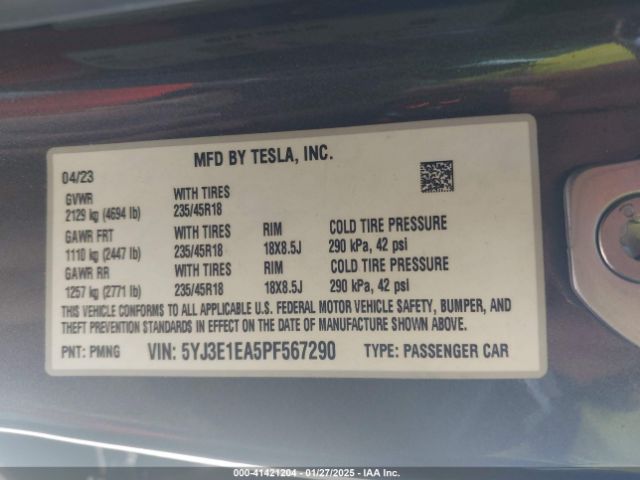 MFD BY TESLA, INC.
04/23
GVWR WITH TIRES
2129 kg (4694 lb) 235/45R18
GAWR FRT WITH TIRES RIM COLD TIRE PRESSURE
1110 kg (2447 lb) 235/45R18 18X8.5J 290 kPa, 42 psi
GAWR RR WITH TIRES RIM COLD TIRE PRESSURE
1257 kg (2771 lb) 235/45R18 18X8.5J 290 kPa, 42 psi
THIS VEHICLE CONFORMS TO ALL APPLICABLE U.S. FEDERAL MOTOR VEHICLE SAFETY, BUMPER, AND
THEFT PREVENTION STANDARDS IN EFFECT ON THE DATE OF MANUFACTURE SHOWN ABOVE.
PNT: PMNG VIN: 5YJ3E1EA5PF567290 TYPE: PASSENGER CAR
000-41421204 - 01/27/2025 - IAA Inc.